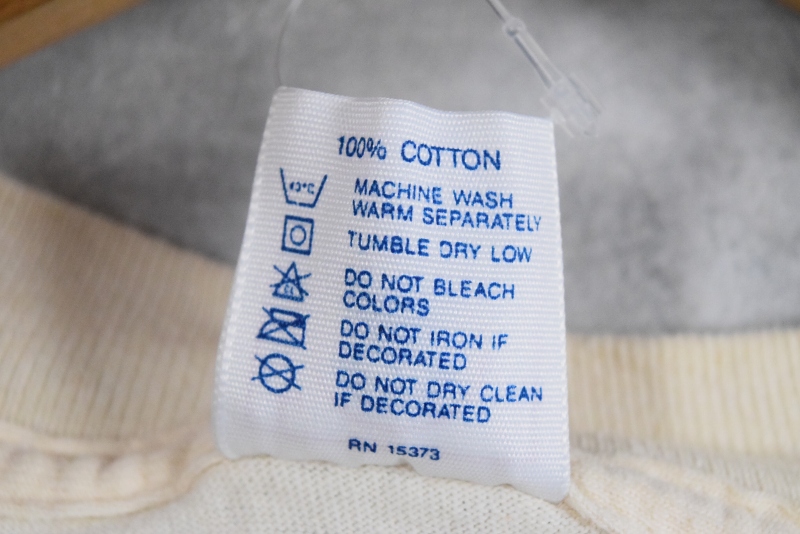 100% COTTON
MACHINE WASH
WARM SEPARATELY
TUMBLE DRY LOW
DO NOT BLEACH
COLORS
DO NOT IRON IF
DECORATED
DO NOT DRY CLEAN
IF DECORATED
RN 15373